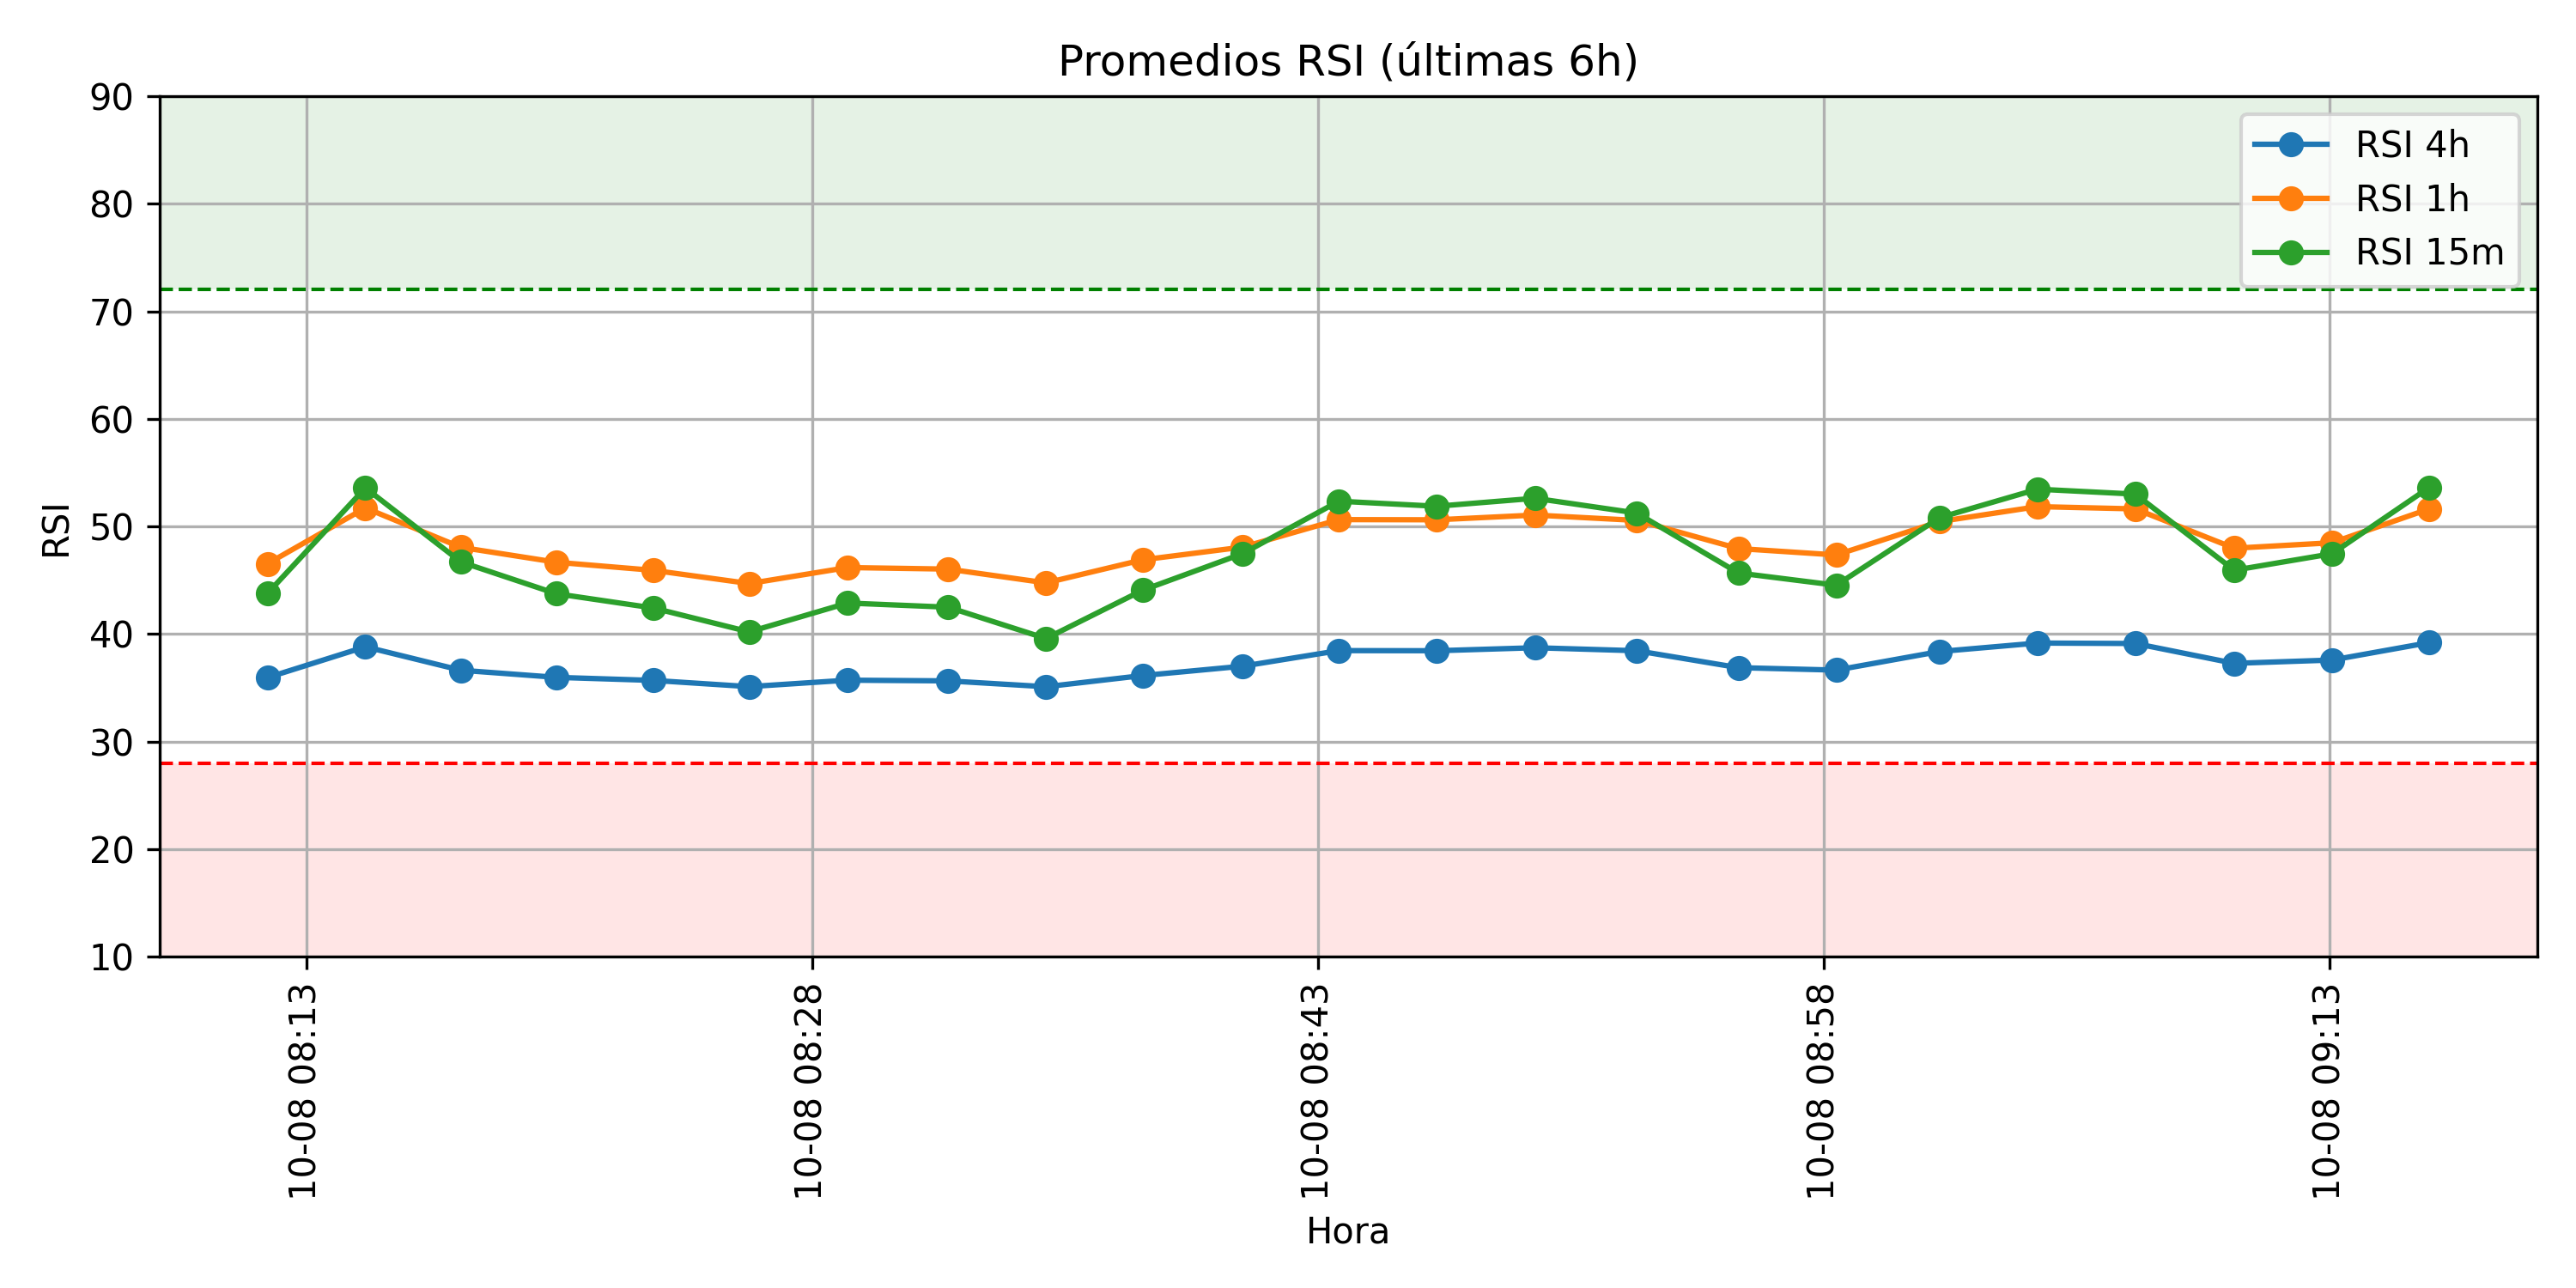 Promedios RSI (últimas 6h)
90
80
70
60
50
40
30
20
10
RSI
RSI 4h
RSI 1h
RSI 15m
10-08 08:13
10-08 08:28
10-08 08:43
10-08 08:58
10-08 09:13
Hora